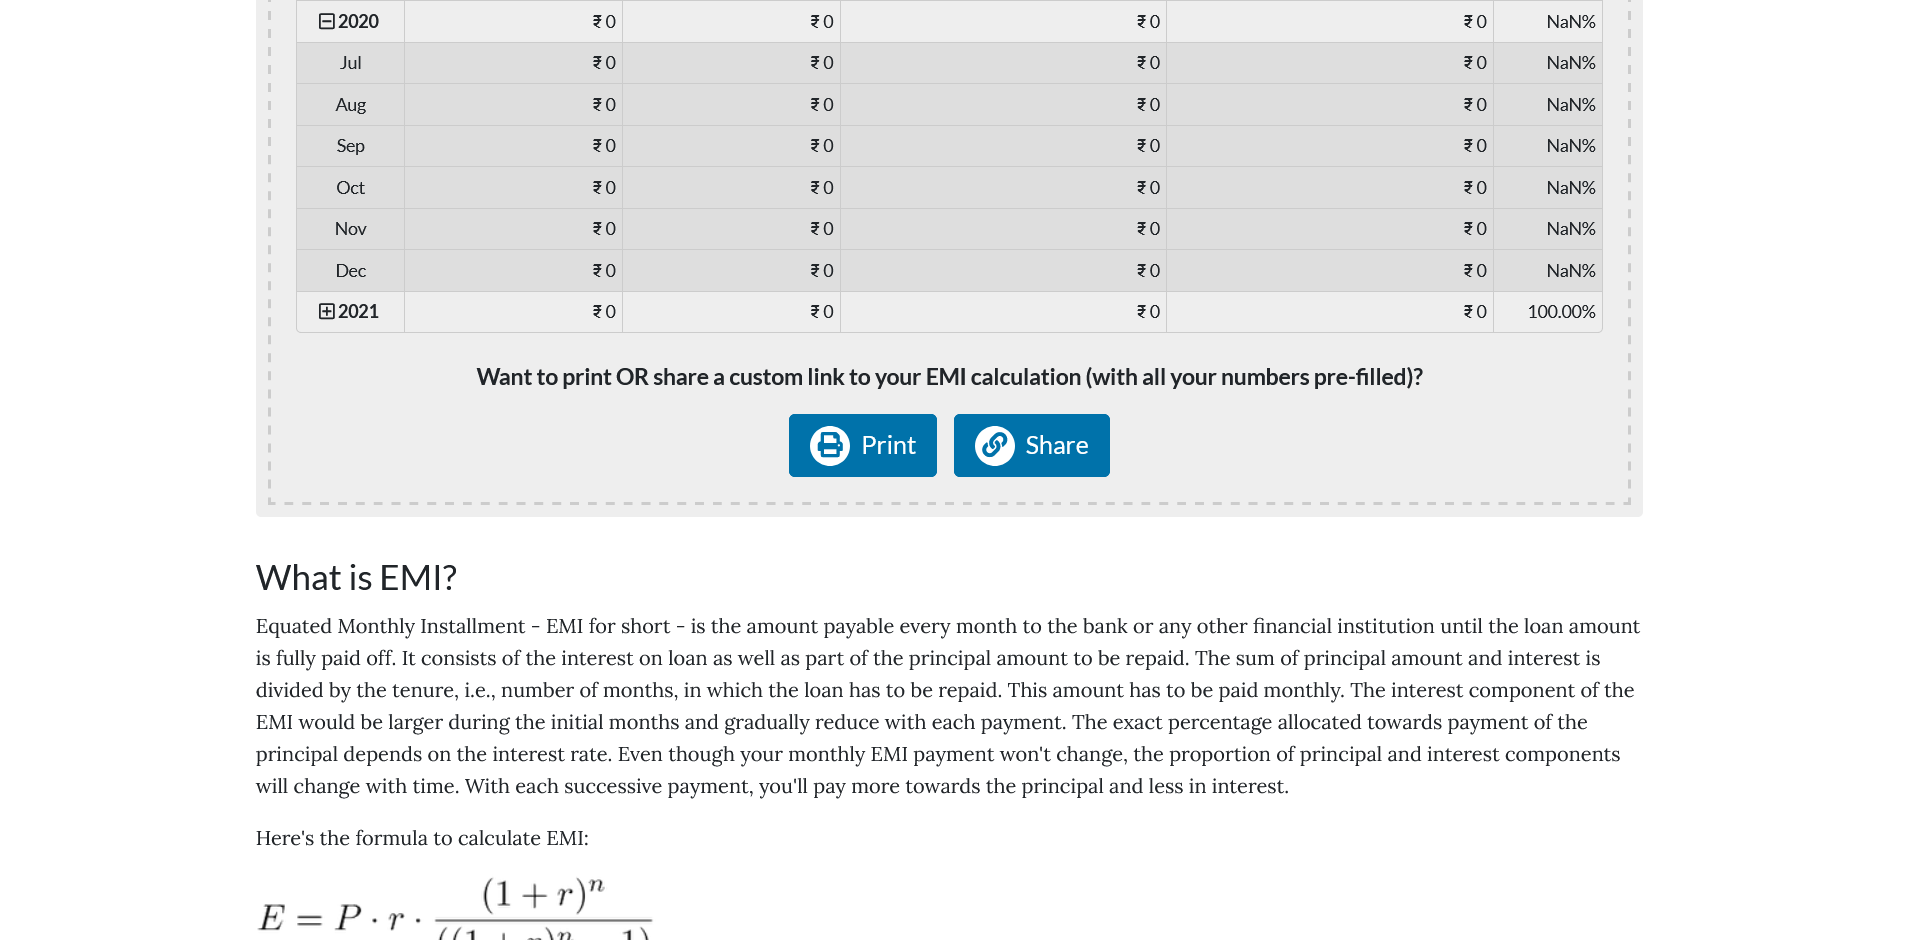 2020 ₹ 0 ₹ 0 ₹ 0 ₹ 0 NaN%
Jul ₹ 0 ₹ 0 ₹ 0 ₹ 0 NaN%
Aug ₹ 0 ₹ 0 ₹ 0 ₹ 0 NaN%
Sep ₹ 0 ₹ 0 ₹ 0 ₹ 0 NaN%
Oct ₹ 0 ₹ 0 ₹ 0 ₹ 0 NaN%
Nov ₹ 0 ₹ 0 ₹ 0 ₹ 0 NaN%
Dec ₹ 0 ₹ 0 ₹ 0 ₹ 0 NaN%
2021 ₹ 0 ₹ 0 ₹ 0 ₹ 0 100.00%
Want to print OR share a custom link to your EMI calculation (with all your numbers pre-filled)?
Print Share
What is EMI?
Equated Monthly Installment - EMI for short - is the amount payable every month to the bank or any other financial institution until the loan amount
is fully paid off. It consists of the interest on loan as well as part of the principal amount to be repaid. The sum of principal amount and interest is
divided by the tenure, i.e., number of months, in which the loan has to be repaid. This amount has to be paid monthly. The interest component of the
EMI would be larger during the initial months and gradually reduce with each payment. The exact percentage allocated towards payment of the
principal depends on the interest rate. Even though your monthly EMI payment won't change, the proportion of principal and interest components
will change with time. With each successive payment, you'll pay more towards the principal and less in interest.
Here's the formula to calculate EMI:
(1 + r)^n
E = P · r ·
((1 + r)^n − 1)